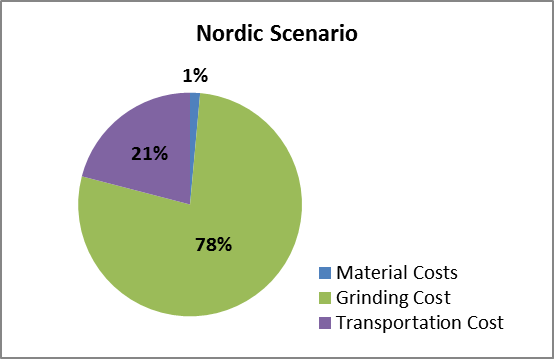 Nordic Scenario
1%
21%
78%
Material Costs
Grinding Cost
Transportation Cost